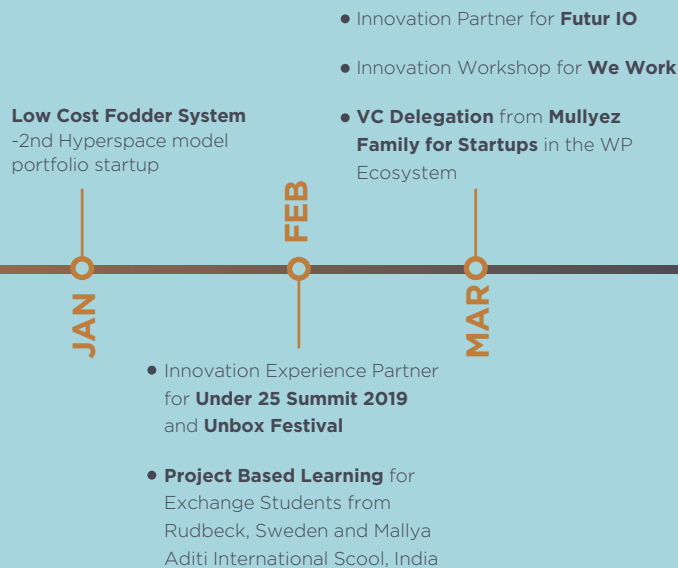 Low Cost Fodder System
-2nd Hyperspace model
portfolio startup
JAN
FEB
• Innovation Experience Partner
for Under 25 Summit 2019
and Unbox Festival
• Project Based Learning for
Exchange Students from
Rudbeck, Sweden and Mallya
Aditi International Scool, India
• Innovation Partner for Futur IO
• Innovation Workshop for We Work
• VC Delegation from Mullyez
Family for Startups in the WP
Ecosystem
MAR